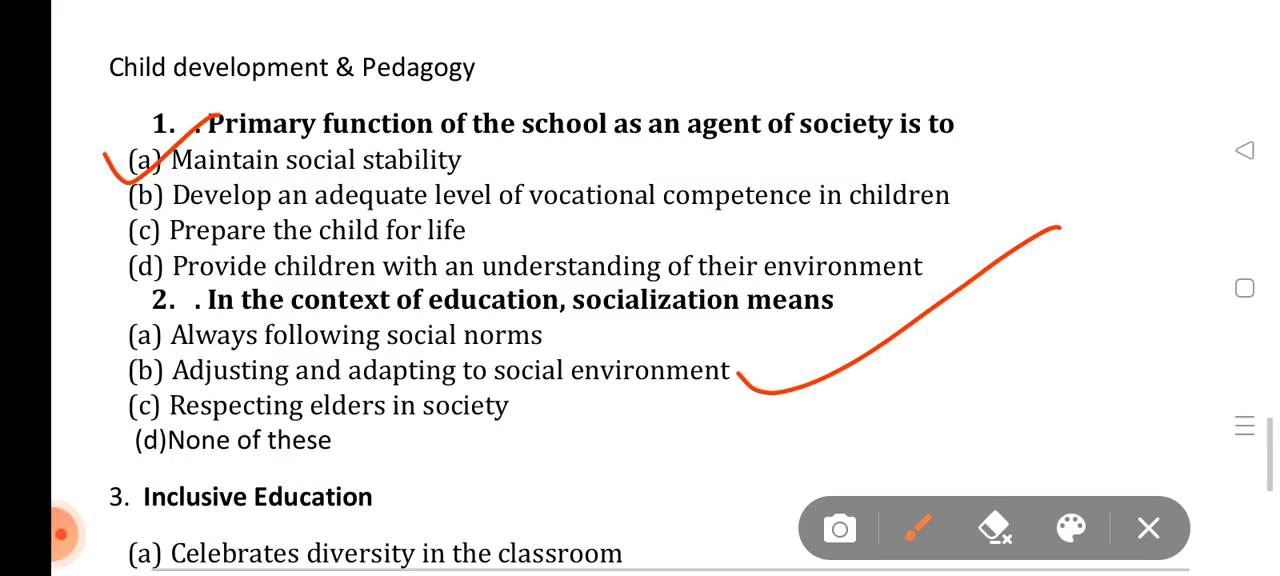 Child development & Pedagogy
1. . Primary function of the school as an agent of society is to
(a) Maintain social stability
(b) Develop an adequate level of vocational competence in children
(c) Prepare the child for life
(d) Provide children with an understanding of their environment
2. . In the context of education, socialization means
(a) Always following social norms
(b) Adjusting and adapting to social environment
(c) Respecting elders in society
(d)None of these
3. Inclusive Education
(a) Celebrates diversity in the classroom